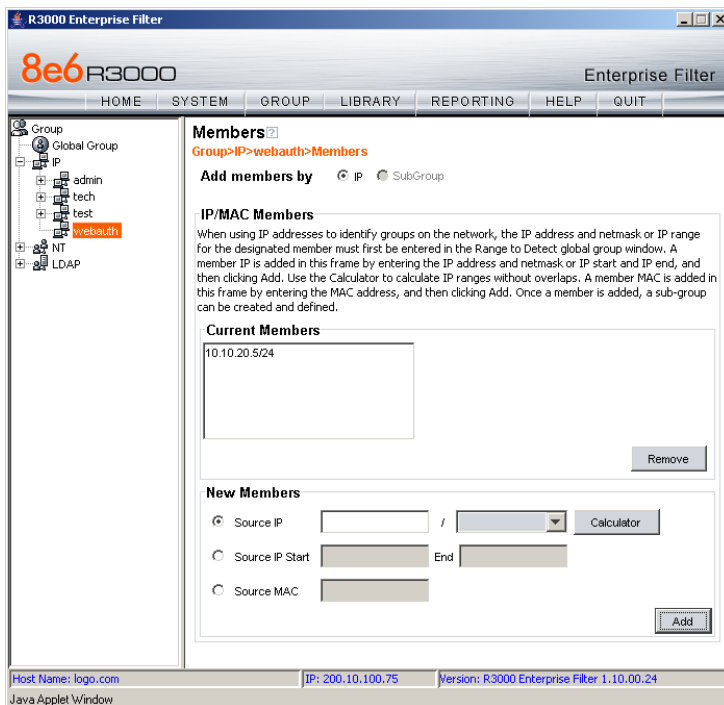 R3000 Enterprise Filter
8e6 R3000
Enterprise Filter
HOME SYSTEM GROUP LIBRARY REPORTING HELP QUIT
Group
Global Group
IP
admin
tech
test
webauth
NT
LDAP
Members ?
Group>IP>webauth>Members
Add members by IP SubGroup
IP/MAC Members
When using IP addresses to identify groups on the network, the IP address and netmask or IP range
for the designated member must first be entered in the Range to Detect global group window. A
member IP is added in this frame by entering the IP address and netmask or IP start and IP end, and
then clicking Add. Use the Calculator to calculate IP ranges without overlaps. A member MAC is added in
this frame by entering the MAC address, and then clicking Add. Once a member is added, a sub-group
can be created and defined.
Current Members
10.10.20.5/24
Remove
New Members
Source IP / Calculator
Source IP Start End
Source MAC
Add
Host Name: logo.com IP: 200.10.100.75 Version: R3000 Enterprise Filter 1.10.00.24
Java Applet Window